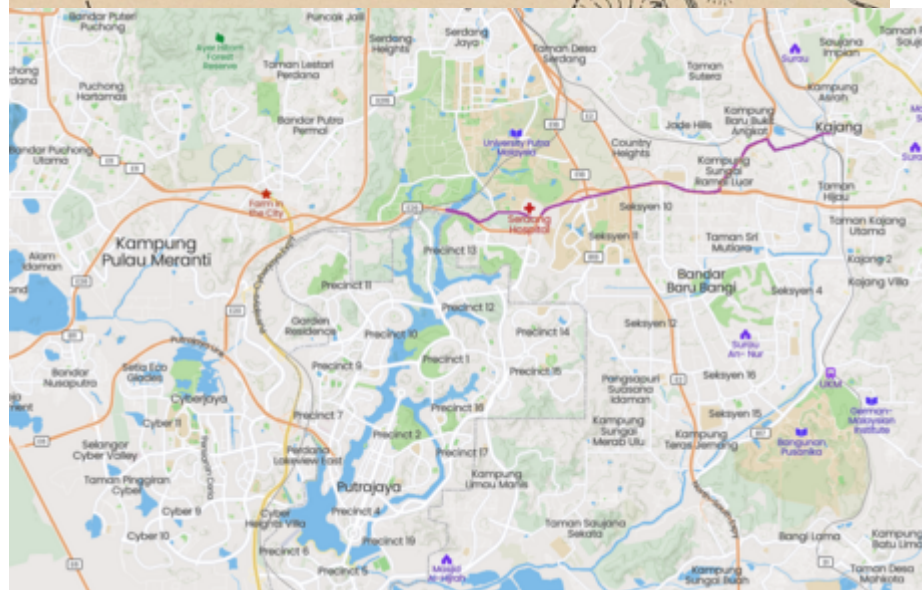 Bandar Puteri
Puchong
Puncak Jalil
Serdang
Heights
Serdang
Jaya
Taman Desa
Serdang
Surau
Saujana
Impian
Ayer Hitam
Forest
Reserve
Taman Lestari
Perdana
Taman
Sutera
Kampung
Asrah
Puchong
Hartamas
Bandar Putra
Permai
University Putra
Malaysia
Jade Hills
Kampung
Baru Bukit
Angkat
Kajang
Bandar Puchong
Utama
Country
Heights
Kampung
Sungai
Ramal Luar
Farm in
the City
Serdang
Hospital
Seksyen 10
Taman
Hijau
Taman Kajang
Utama
Kampung
Pulau Meranti
Precinct 13
Seksyen 11
Taman Sri
Mutiara
Kajang 2
Kajang Villa
Alam
Idaman
Precinct 11
Bandar
Baru Bangi
Seksyen 4
Garden
Residence
Precinct 12
Precinct 10
Precinct 14
Seksyen 12
Putrajaya Line
Precinct 1
Surau
An- Nur
Bandar
Nusaputra
Setia Eco
Glades
Precinct 9
Precinct 15
Pangsapuri
Suasana
Idaman
Seksyen 16
UKM
Cyberjaya
Cyber 11
Precinct 7
Precinct 16
Seksyen 15
German-
Malaysian
Institute
Selangor
Cyber Valley
Perdana
Lakeview East
Precinct 2
Precinct 17
Kampung
Sungai
Merab Ulu
Kampung
Teras Jernang
Bangunan
Pusanika
Taman Pinggiran
Cyber
Putrajaya
Kampung
Limau Manis
Cyber 9
Cyber
Heights Villa
Precinct 4
Cyber 10
Precinct 19
Taman Saujana
Sekata
Bangi Lama
Kampung
Batu Lima
Precinct 6
Precinct 5
Masjid
Al-Hijrah
Kampung
Sungai Buah
Taman Desa
Mahkota